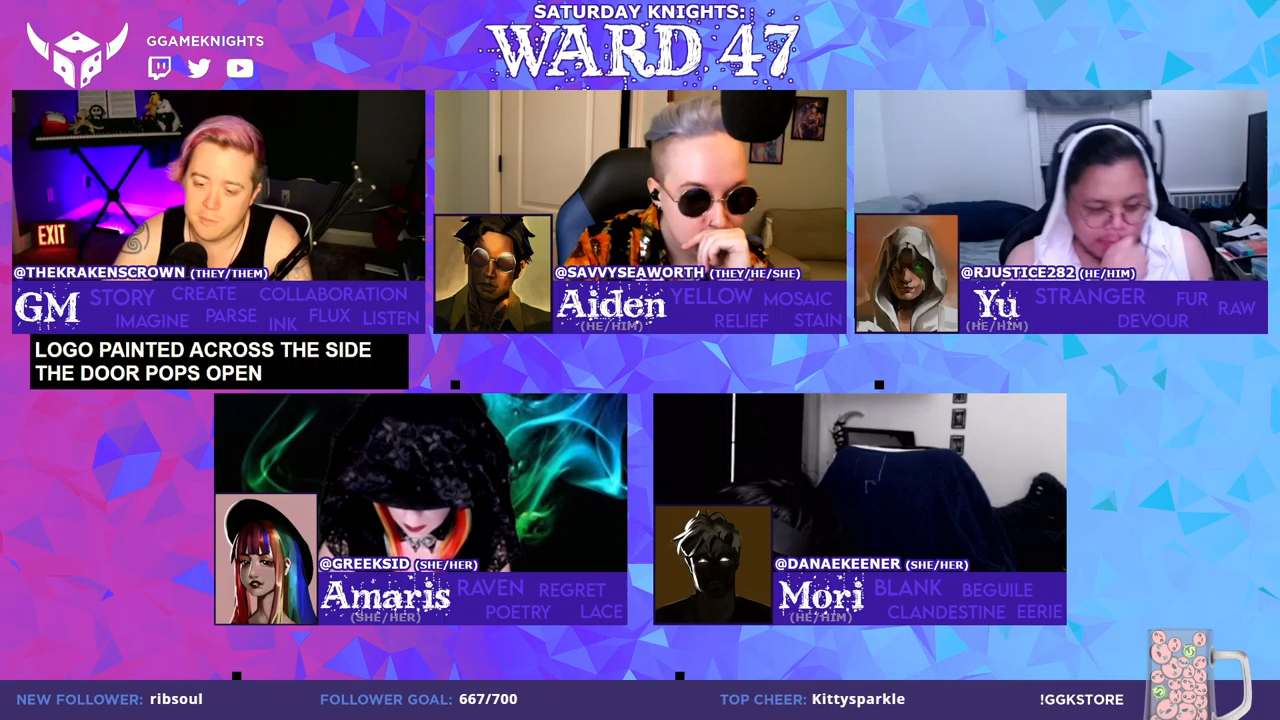 SATURDAY KNIGHTS:
WARD 47
GGAMEKNIGHTS
EXIT
@THEKRAKENSCROWN (THEY/THEM)
GM
STORY CREATE COLLABORATION
IMAGINE PARSE INK FLUX LISTEN
@SAVVYSEAWORTH (THEY/HE/SHE)
Aiden
(HE/HIM)
YELLOW MOSAIC
RELIEF STAIN
@RJUSTICE282 (HE/HIM)
Yu
(HE/HIM)
STRANGER FUR RAW
DEVOUR
LOGO PAINTED ACROSS THE SIDE
THE DOOR POPS OPEN
@GREEKSID (SHE/HER)
Amaris
(SHE/HER)
RAVEN REGRET
POETRY LACE
@DANAEKEENER (SHE/HER)
Mori
(HE/HIM)
BLANK BEGUILE
CLANDESTINE EERIE
NEW FOLLOWER: ribsoul
FOLLOWER GOAL: 667/700
TOP CHEER: Kittysparkle
!GGKSTORE